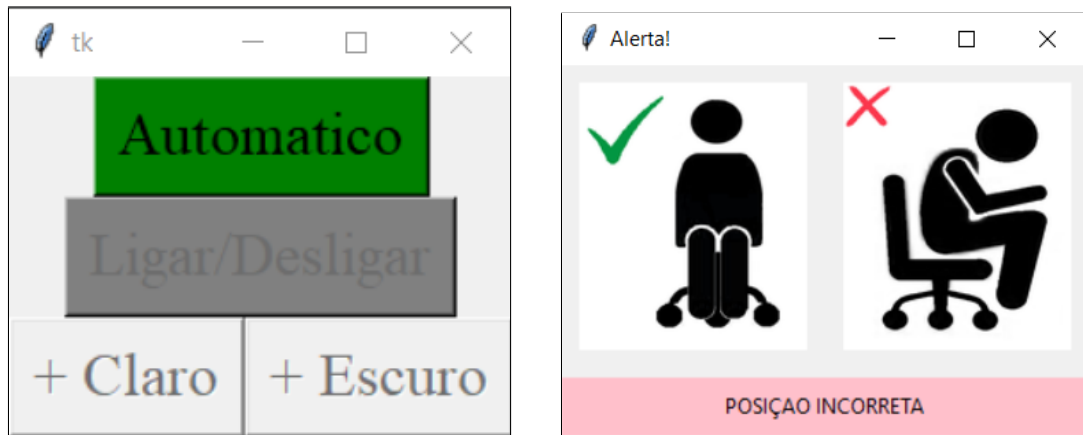 tk
Automatico
Ligar/Desligar
+ Claro
+ Escuro
Alerta!
POSIÇAO INCORRETA